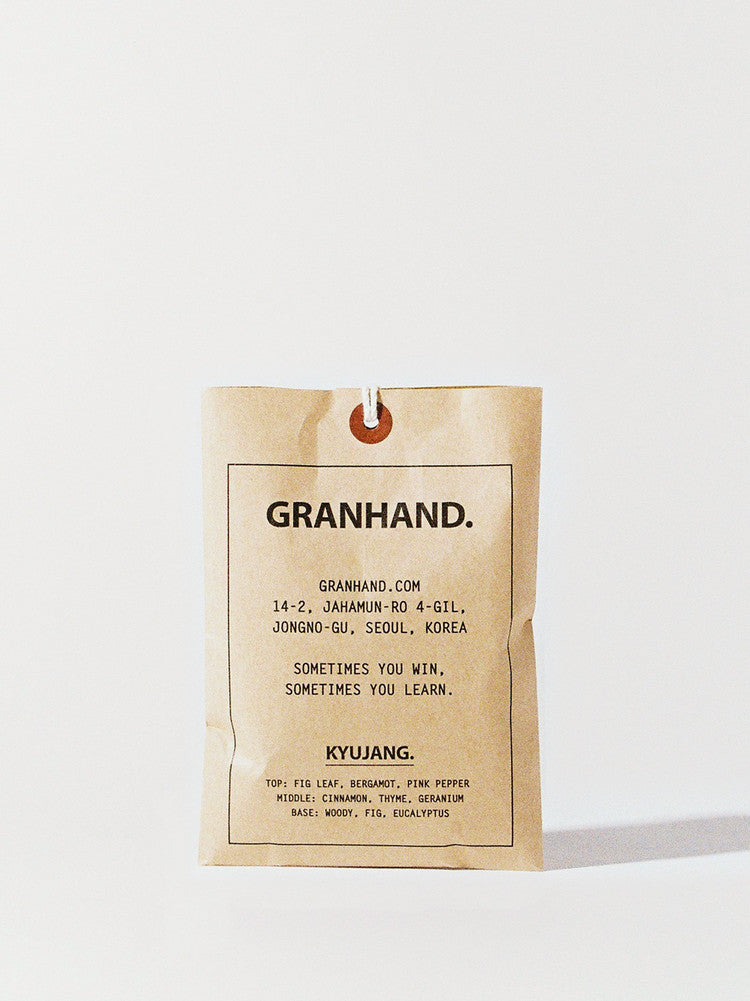 GRANHAND.
GRANHAND.COM
14-2, JAHAMUN-RO 4-GIL,
JONGNO-GU, SEOUL, KOREA
SOMETIMES YOU WIN,
SOMETIMES YOU LEARN.
KYUJANG.
TOP: FIG LEAF, BERGAMOT, PINK PEPPER
MIDDLE: CINNAMON, THYME, GERANIUM
BASE: WOODY, FIG, EUCALYPTUS